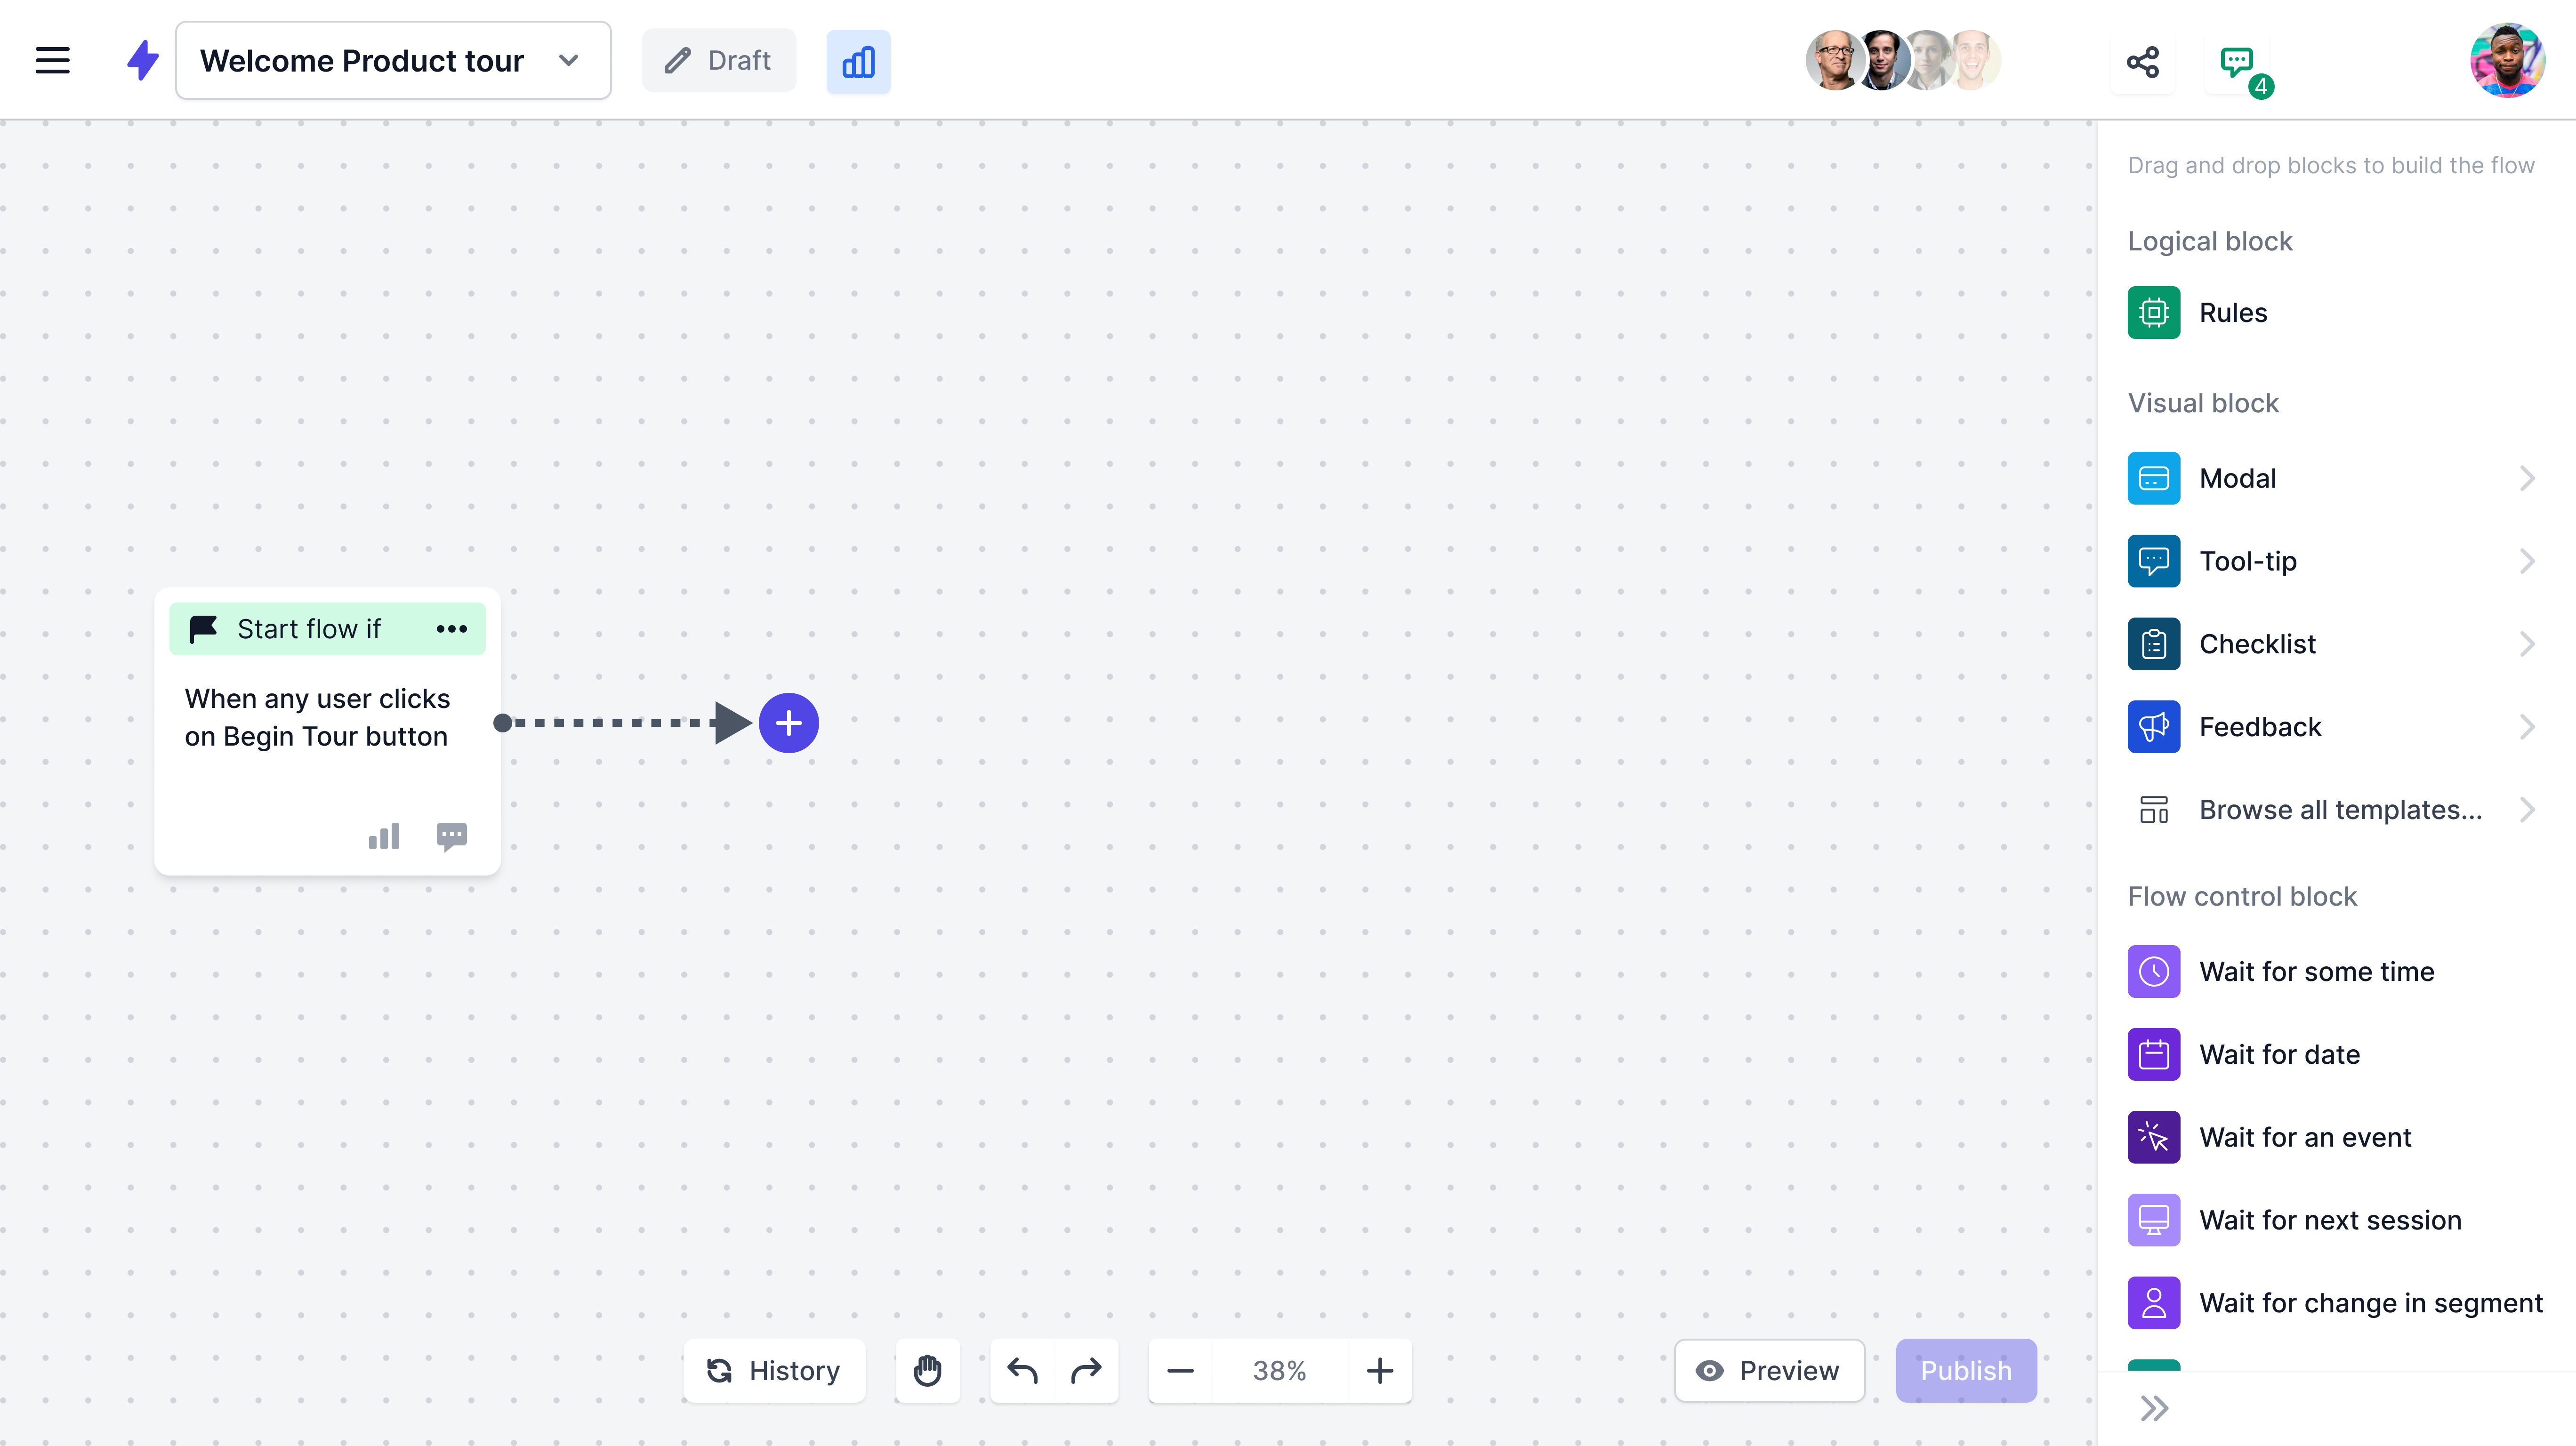 Welcome Product tour
Draft
4
Drag and drop blocks to build the flow
Logical block
Rules
Visual block
Modal
Tool-tip
Checklist
Feedback
Browse all templates...
Flow control block
Wait for some time
Wait for date
Wait for an event
Wait for next session
Wait for change in segment
Start flow if
When any user clicks
on Begin Tour button
History
38%
Preview
Publish